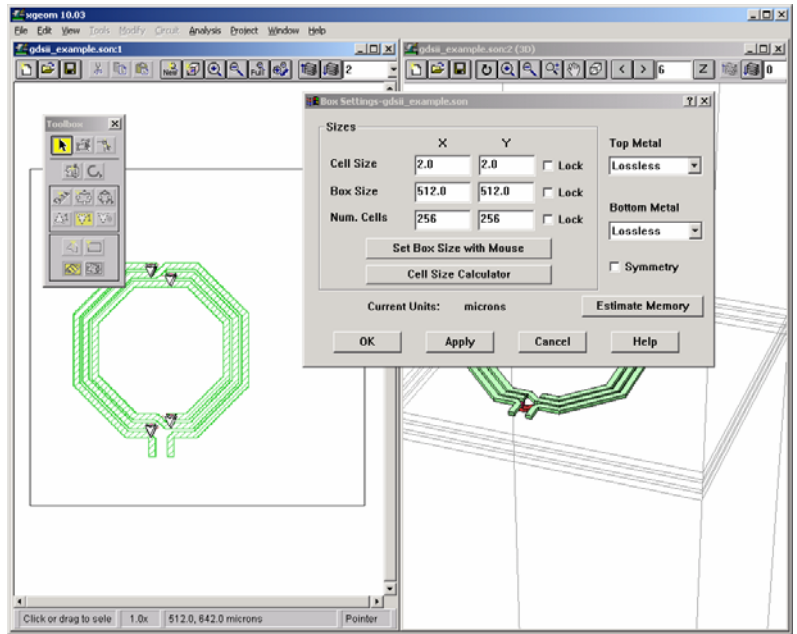 xgeom 10.03
File Edit View Tools Modify Circuit Analysis Project Window Help
gdsii_example.son:1
gdsii_example.son:2 (3D)
New Full 2
6 Z 0
Toolbox
Box Settings-gdsii_example.son
Sizes
X Y Top Metal
Cell Size 2.0 2.0 Lock Lossless
Box Size 512.0 512.0 Lock Bottom Metal
Num. Cells 256 256 Lock Lossless
Set Box Size with Mouse
Cell Size Calculator Symmetry
Current Units: microns Estimate Memory
OK Apply Cancel Help
Click or drag to sele 1.0x 512.0, 642.0 microns Pointer